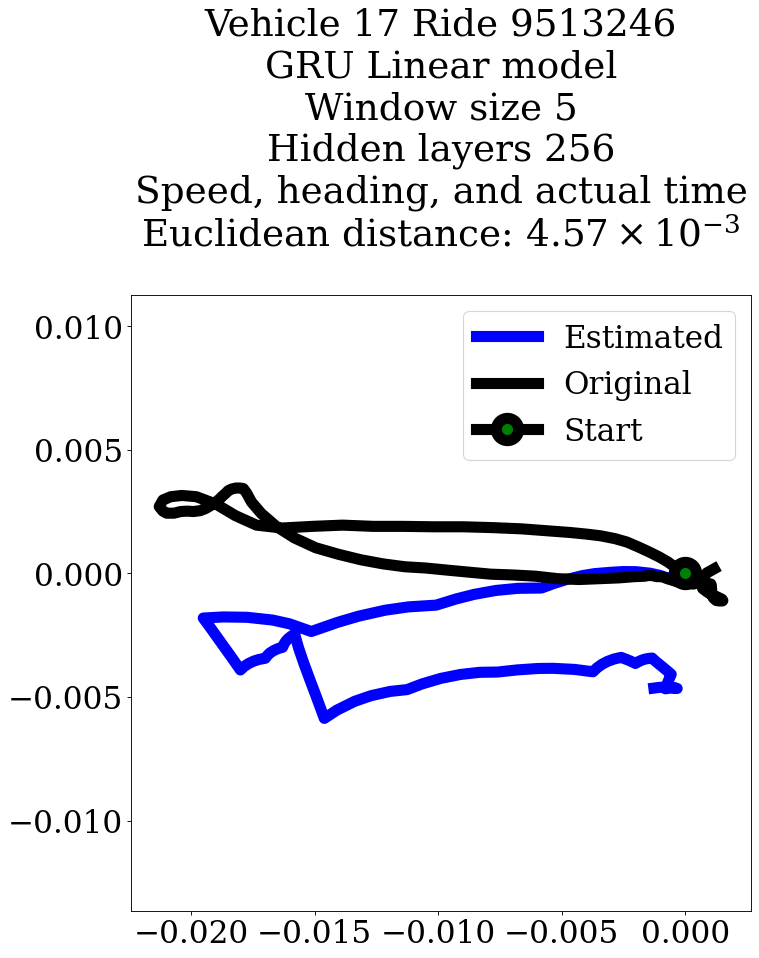 Vehicle 17 Ride 9513246
GRU Linear model
Window size 5
Hidden layers 256
Speed, heading, and actual time
Euclidean distance: 4.57 × 10⁻³
Estimated
Original
Start
0.010
0.005
0.000
−0.005
−0.010
−0.020 −0.015 −0.010 −0.005 0.000